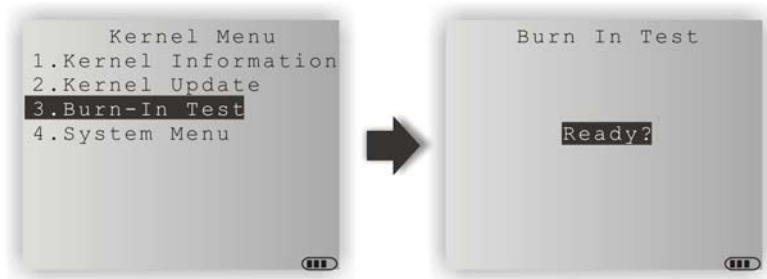 Kernel Menu
1.Kernel Information
2.Kernel Update
3.Burn-In Test
4.System Menu
Burn In Test
Ready?